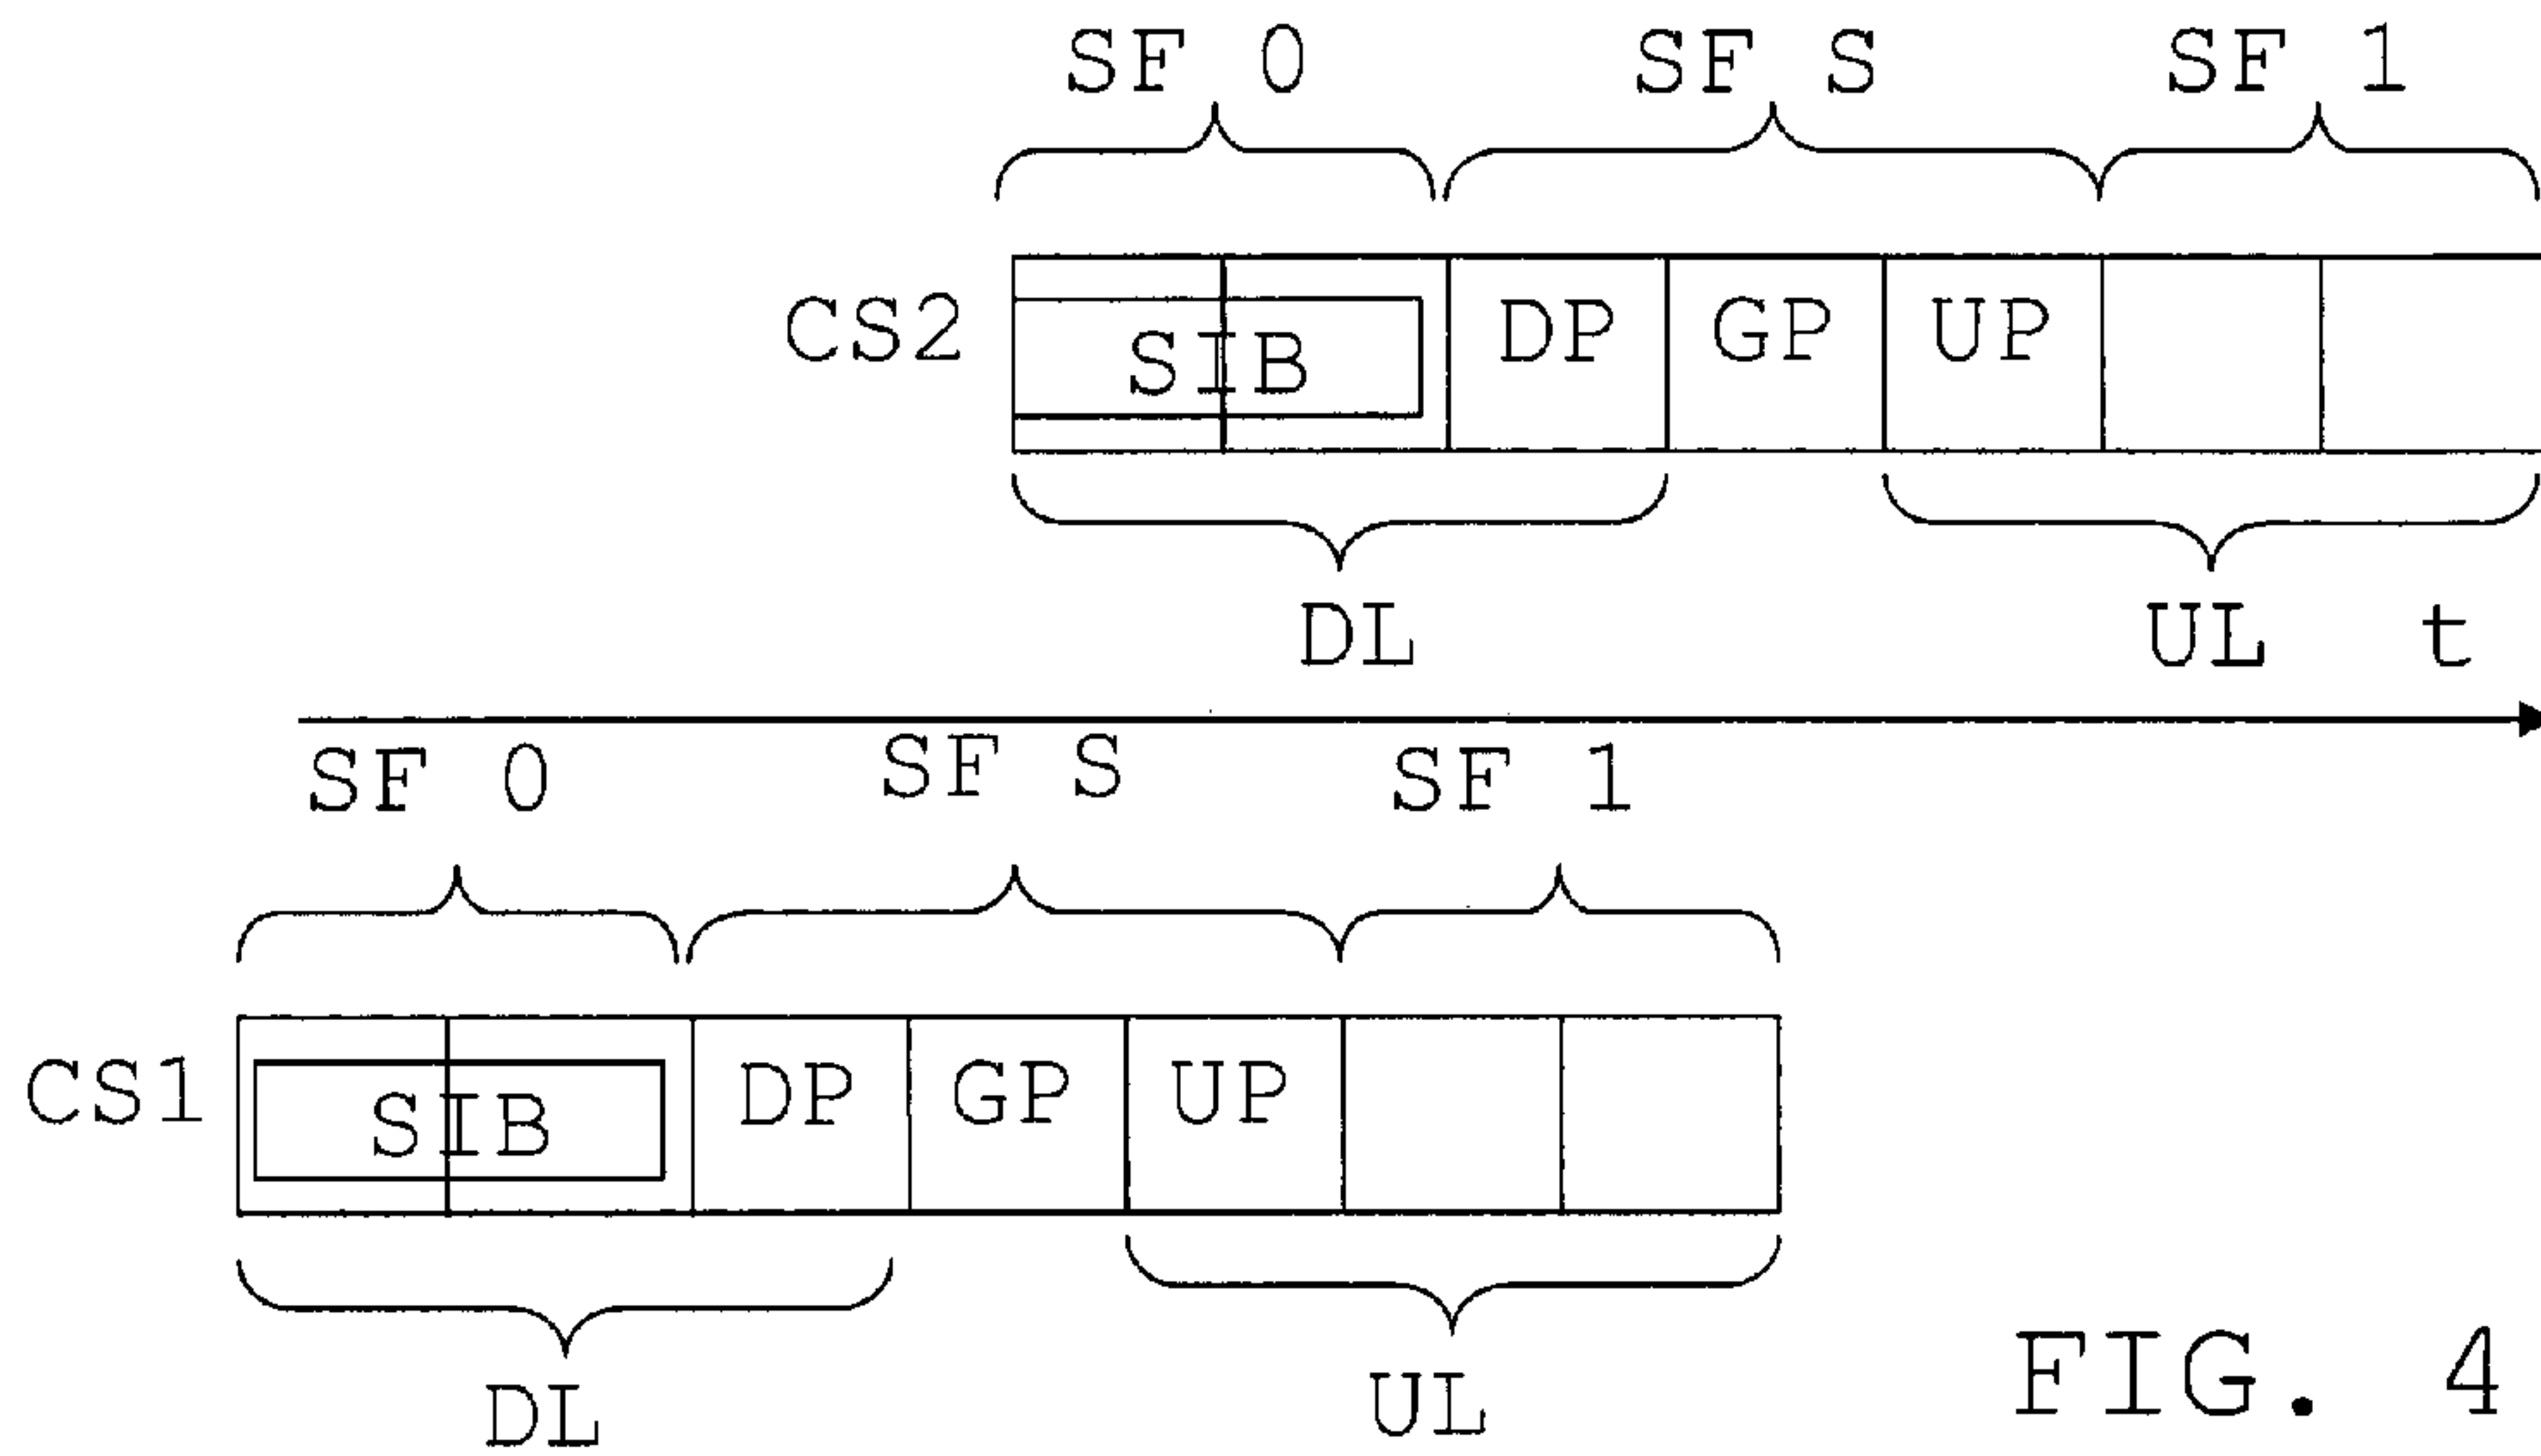 SF 0 SF S SF 1
CS2 SIB DP GP UP
DL UL t
SF 0 SF S SF 1
CS1 SIB DP GP UP
DL UL
FIG. 4